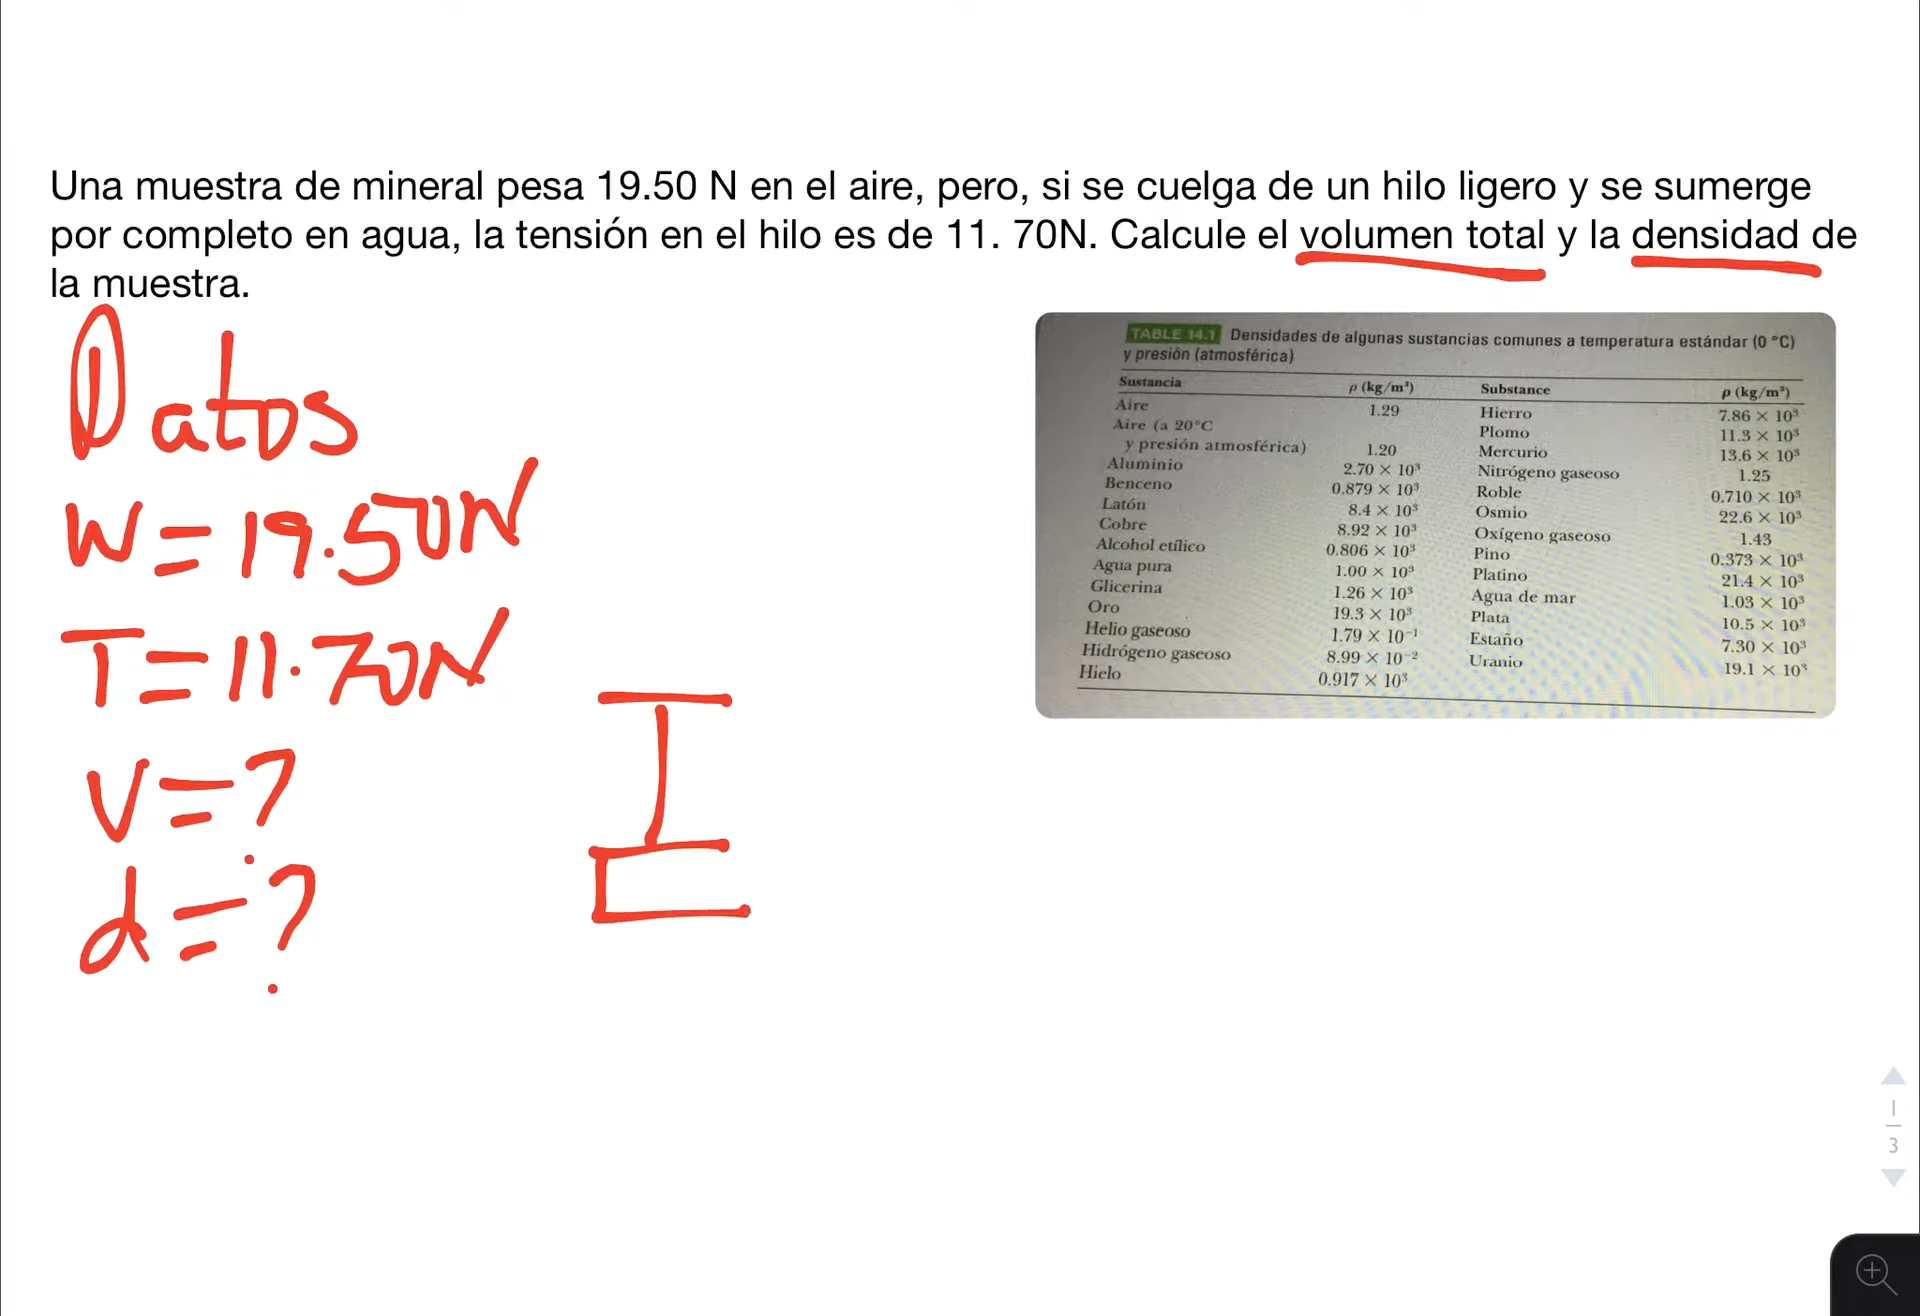 Una muestra de mineral pesa 19.50 N en el aire, pero, si se cuelga de un hilo ligero y se sumerge
por completo en agua, la tensión en el hilo es de 11. 70N. Calcule el volumen total y la densidad de
la muestra.
Datos
W=19.50N
T=11.70N
V=?
d=?
TABLE 14.1 Densidades de algunas sustancias comunes a temperatura estándar (0 °C)
y presión (atmosférica)
Sustancia ρ (kg/m³) Substance ρ (kg/m³)
Aire 1.29 Hierro 7.86 × 10³
Aire (a 20°C Plomo 11.3 × 10³
y presión atmosférica) 1.20 Mercurio 13.6 × 10³
Aluminio 2.70 × 10³ Nitrógeno gaseoso 1.25
Benceno 0.879 × 10³ Roble 0.710 × 10³
Latón 8.4 × 10³ Osmio 22.6 × 10³
Cobre 8.92 × 10³ Oxígeno gaseoso 1.43
Alcohol etílico 0.806 × 10³ Pino 0.373 × 10³
Agua pura 1.00 × 10³ Platino 21.4 × 10³
Glicerina 1.26 × 10³ Agua de mar 1.03 × 10³
Oro 19.3 × 10³ Plata 10.5 × 10³
Helio gaseoso 1.79 × 10⁻¹ Estaño 7.30 × 10³
Hidrógeno gaseoso 8.99 × 10⁻² Uranio 19.1 × 10³
Hielo 0.917 × 10³
1
3